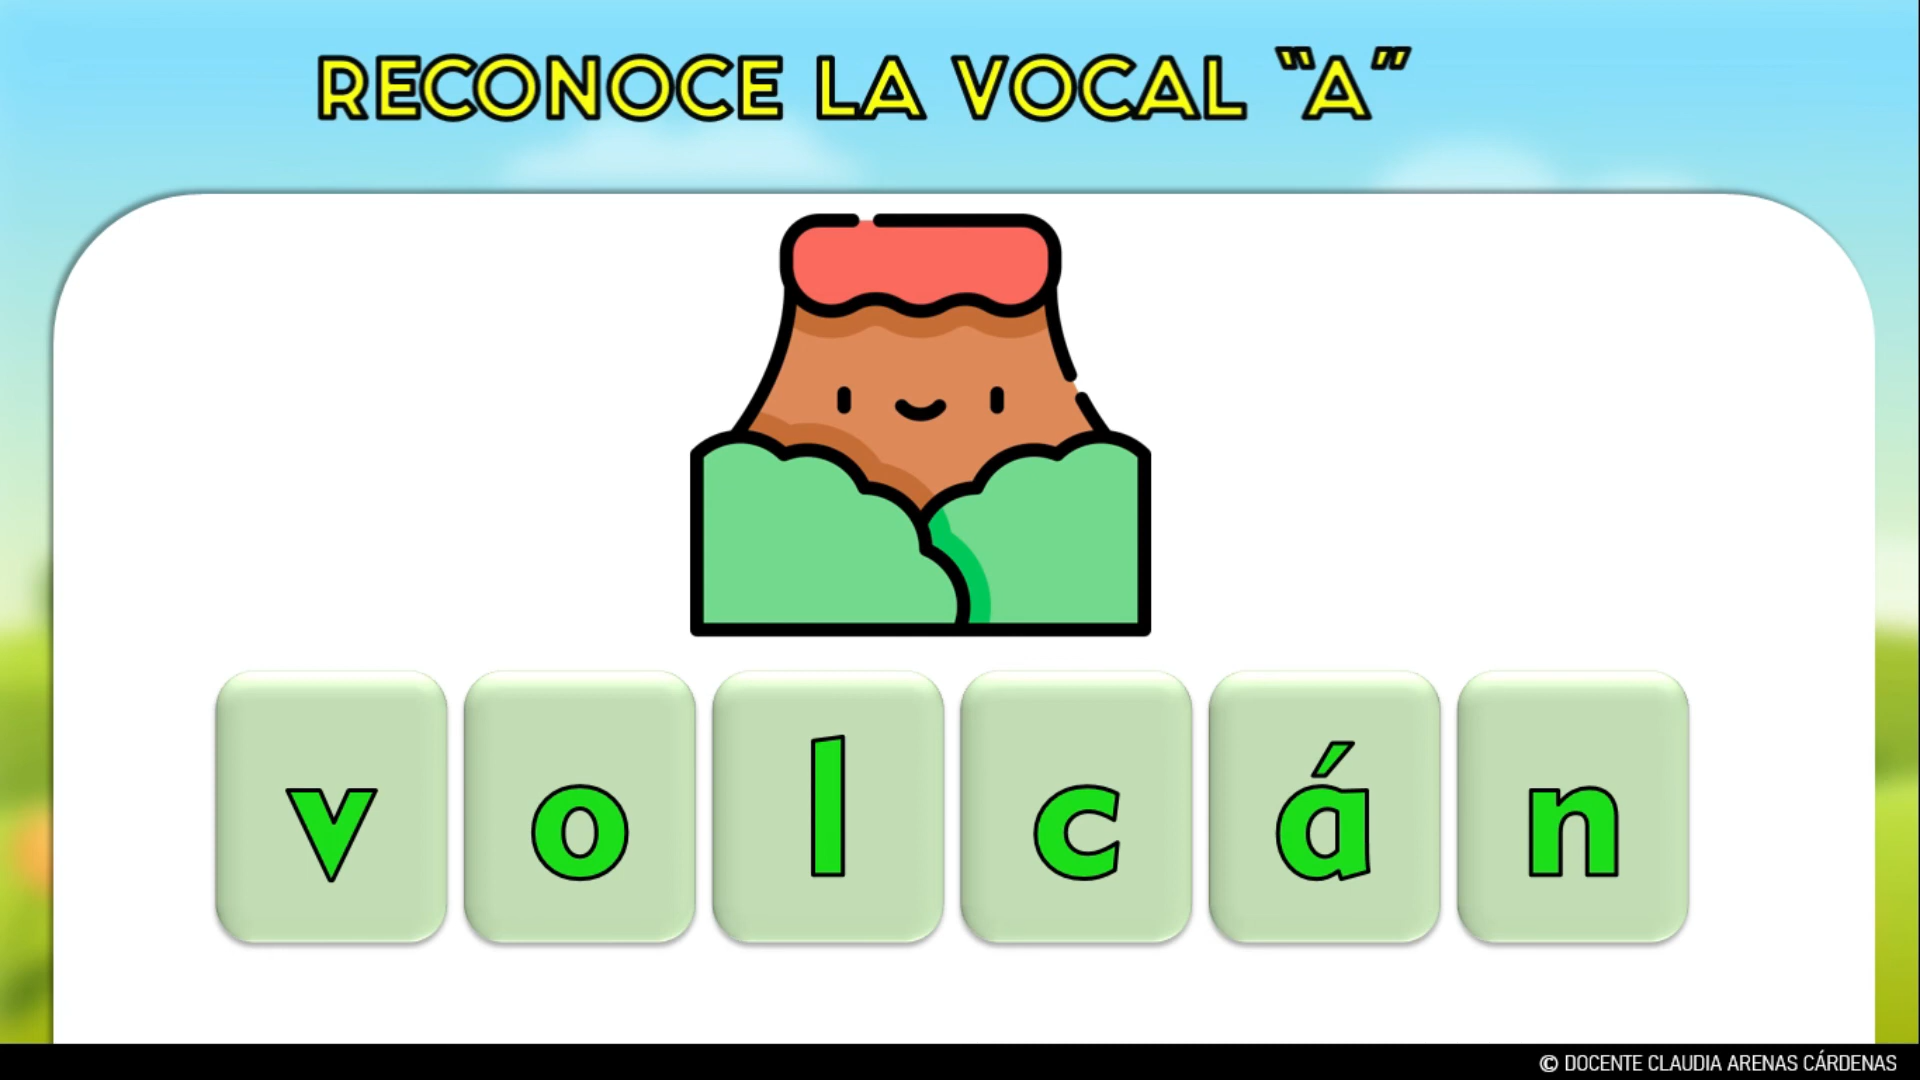 RECONOCE LA VOCAL “A”
v o l c á n
© DOCENTE CLAUDIA ARENAS CÁRDENAS